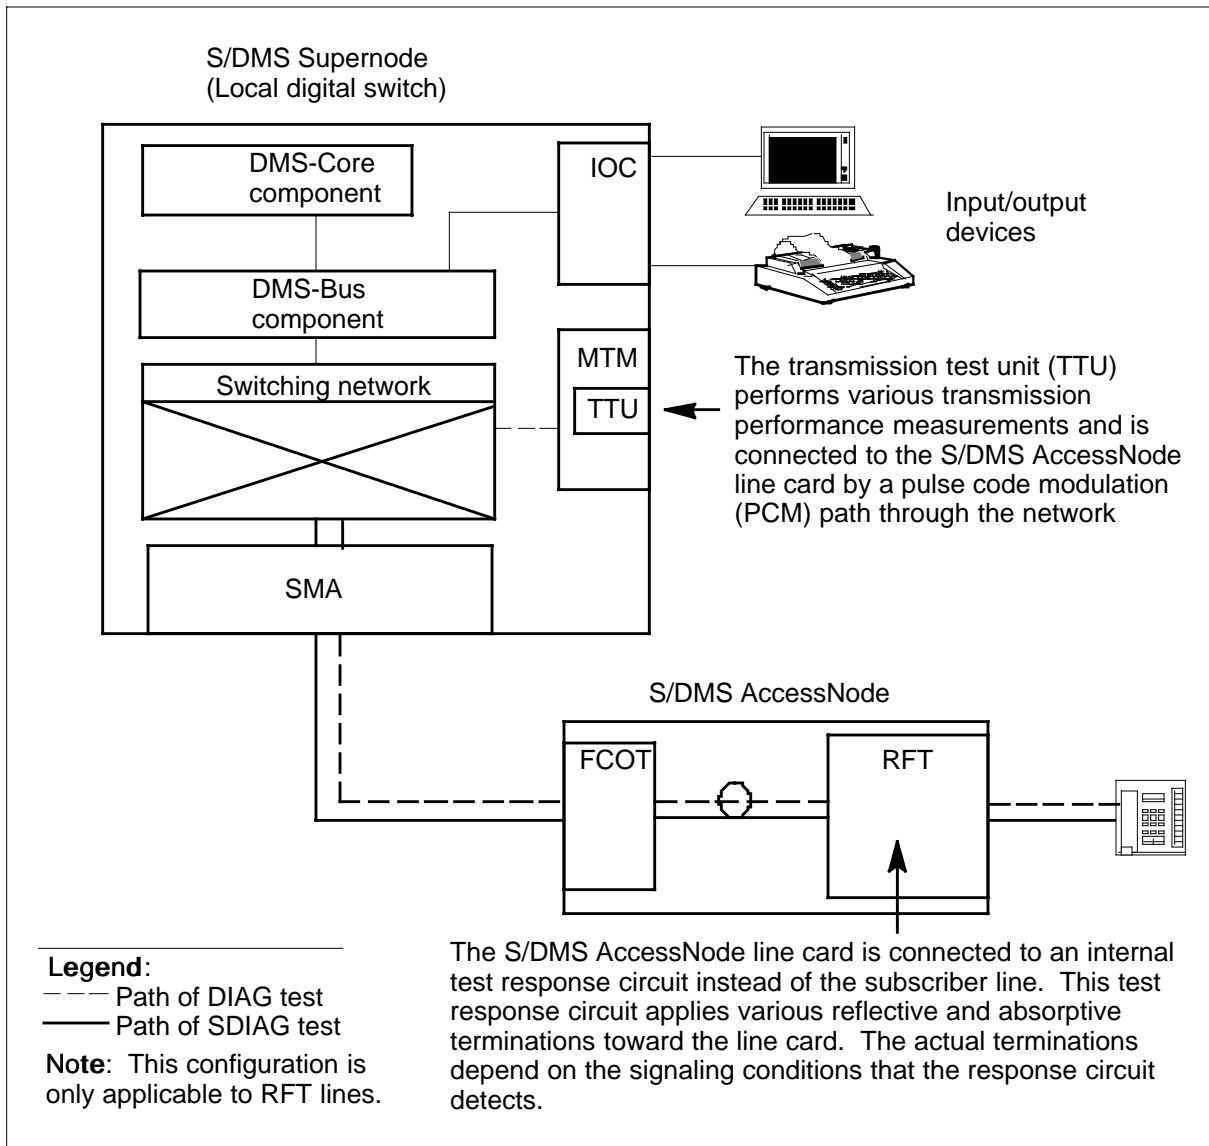 S/DMS Supernode
(Local digital switch)
DMS-Core
component
IOC
Input/output
devices
DMS-Bus
component
MTM
TTU
Switching network
The transmission test unit (TTU)
performs various transmission
performance measurements and is
connected to the S/DMS AccessNode
line card by a pulse code modulation
(PCM) path through the network
SMA
S/DMS AccessNode
FCOT
RFT
Legend:
Path of DIAG test
Path of SDIAG test
Note:  This configuration is
only applicable to RFT lines.
The S/DMS AccessNode line card is connected to an internal
test response circuit instead of the subscriber line.  This test
response circuit applies various reflective and absorptive
terminations toward the line card.  The actual terminations
depend on the signaling conditions that the response circuit
detects.